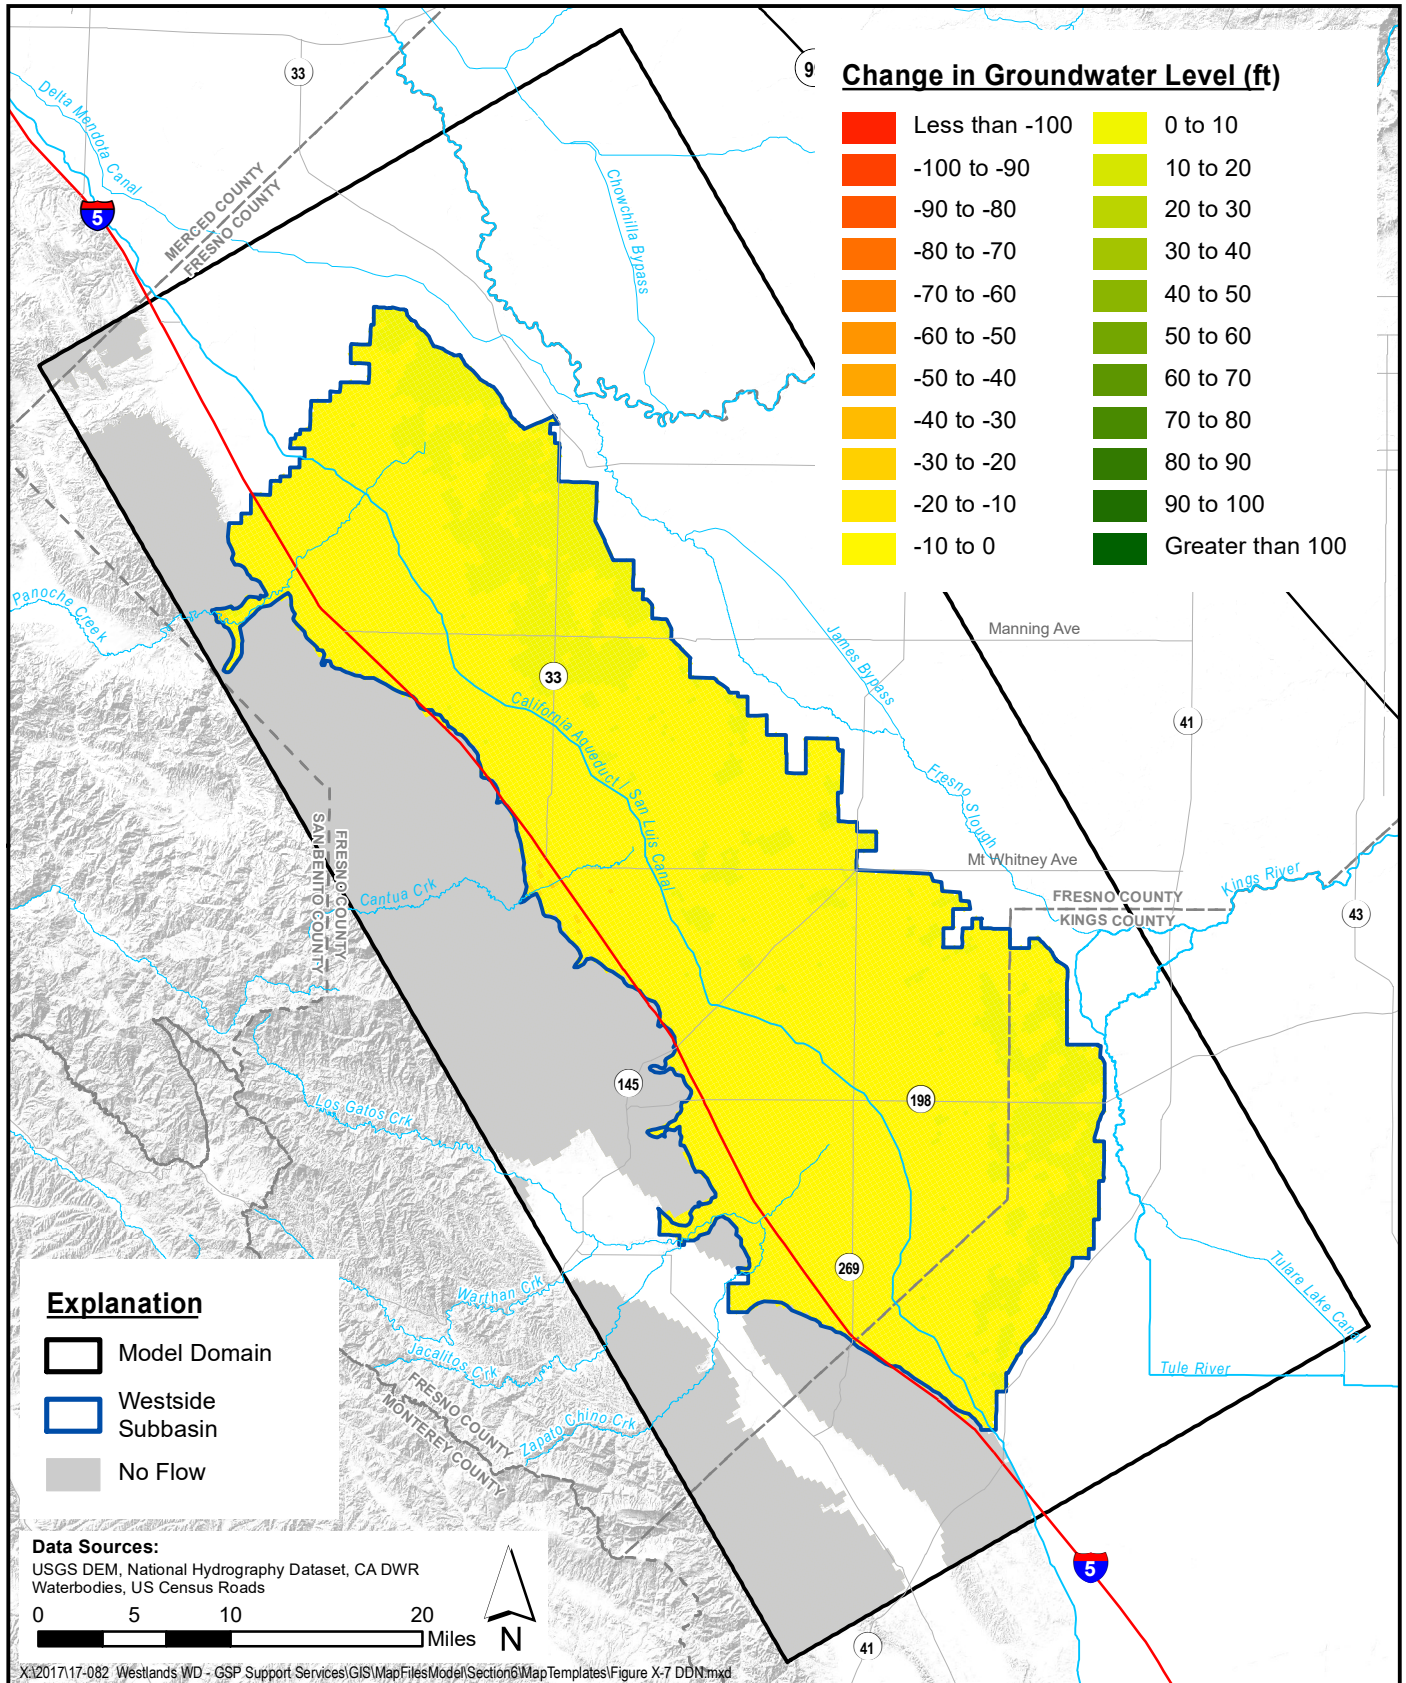 Change in Groundwater Level (ft)
Less than -100
-100 to -90
-90 to -80
-80 to -70
-70 to -60
-60 to -50
-50 to -40
-40 to -30
-30 to -20
-20 to -10
-10 to 0
0 to 10
10 to 20
20 to 30
30 to 40
40 to 50
50 to 60
60 to 70
70 to 80
80 to 90
90 to 100
Greater than 100
33
9
Delta Mendota Canal
5
MERCED COUNTY
FRESNO COUNTY
Chowchilla Bypass
Panoche Creek
Manning Ave
James Bypass
33
41
California Aqueduct / San Luis Canal
Fresno Slough
SAN BENITO COUNTY
FRESNO COUNTY
Mt Whitney Ave
Kings River
Cantua Crk
FRESNO COUNTY
KINGS COUNTY
43
145
198
Los Gatos Crk
269
Tulare Lake Canal
Warthan Crk
Jacalitos Crk
Tule River
FRESNO COUNTY
MONTEREY COUNTY
Zapato Chino Crk
5
41
Explanation
Model Domain
Westside
Subbasin
No Flow
Data Sources:
USGS DEM, National Hydrography Dataset, CA DWR
Waterbodies, US Census Roads
0 5 10 20
Miles
N
X:\2017\17-082 Westlands WD - GSP Support Services\GIS\MapFilesModel\Section6\MapTemplates\Figure X-7 DDN.mxd